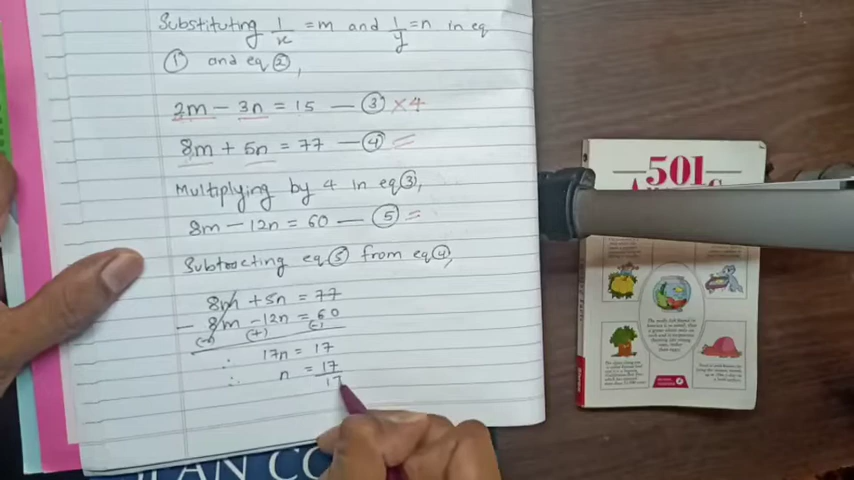 Substituting 1/x = m and 1/y = n in eq
① and eq ②,
2m − 3n = 15 — ③ ×4
8m + 5n = 77 — ④ =
Multiplying by 4 in eq ③,
8m − 12n = 60 — ⑤ =
Subtracting eq ⑤ from eq ④,
8m + 5n = 77
− 8m − 12n = 60
(−) (+) (−)
∴ 17n = 17
∴ n = 17/17
501
Shree